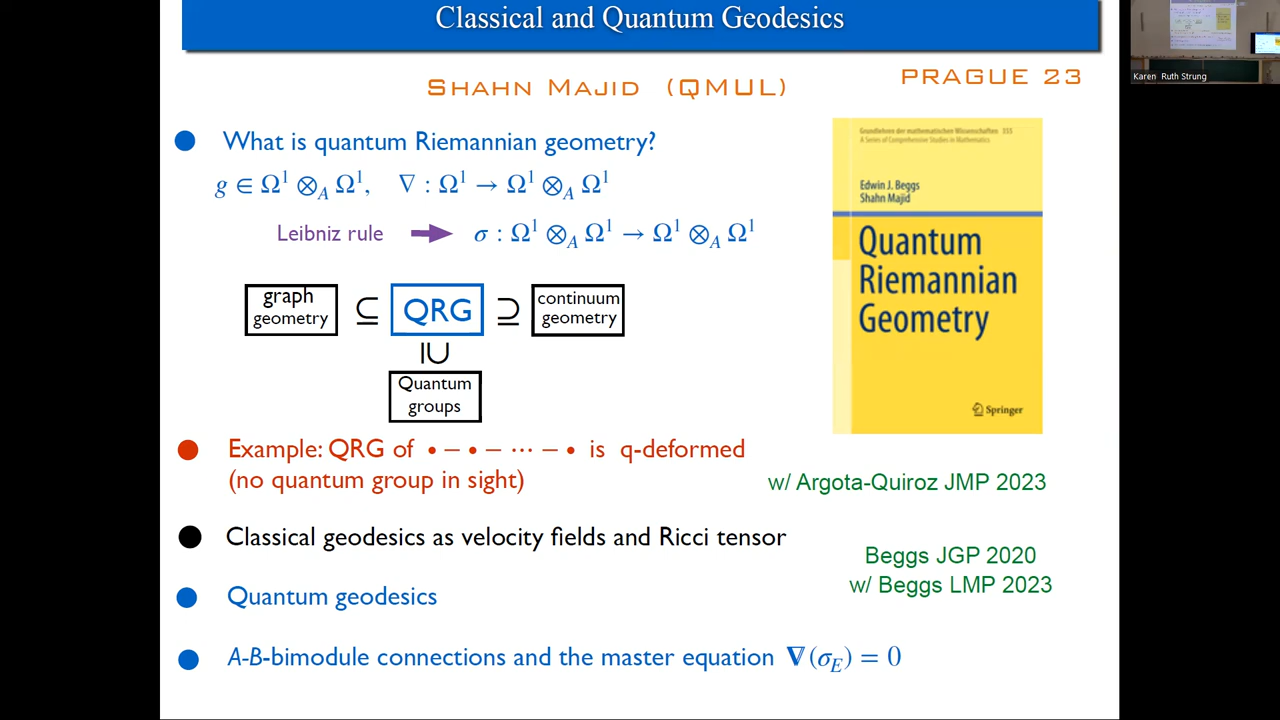 Classical and Quantum Geodesics
SHAHN MAJID (QMUL)
PRAGUE 23
Karen Ruth Strung
What is quantum Riemannian geometry?
g ∈ Ω¹ ⊗_A Ω¹, ∇ : Ω¹ → Ω¹ ⊗_A Ω¹
Leibniz rule ➡ σ : Ω¹ ⊗_A Ω¹ → Ω¹ ⊗_A Ω¹
graph geometry ⊆ QRG ⊇ continuum geometry
∪|
Quantum groups
Grundlehren der mathematischen Wissenschaften 355
A Series of Comprehensive Studies in Mathematics
Edwin J. Beggs
Shahn Majid
Quantum
Riemannian
Geometry
Springer
Example: QRG of • – • – ··· – • is q-deformed
(no quantum group in sight)
w/ Argota-Quiroz JMP 2023
Classical geodesics as velocity fields and Ricci tensor
Beggs JGP 2020
w/ Beggs LMP 2023
Quantum geodesics
A-B-bimodule connections and the master equation ∇(σ_E) = 0